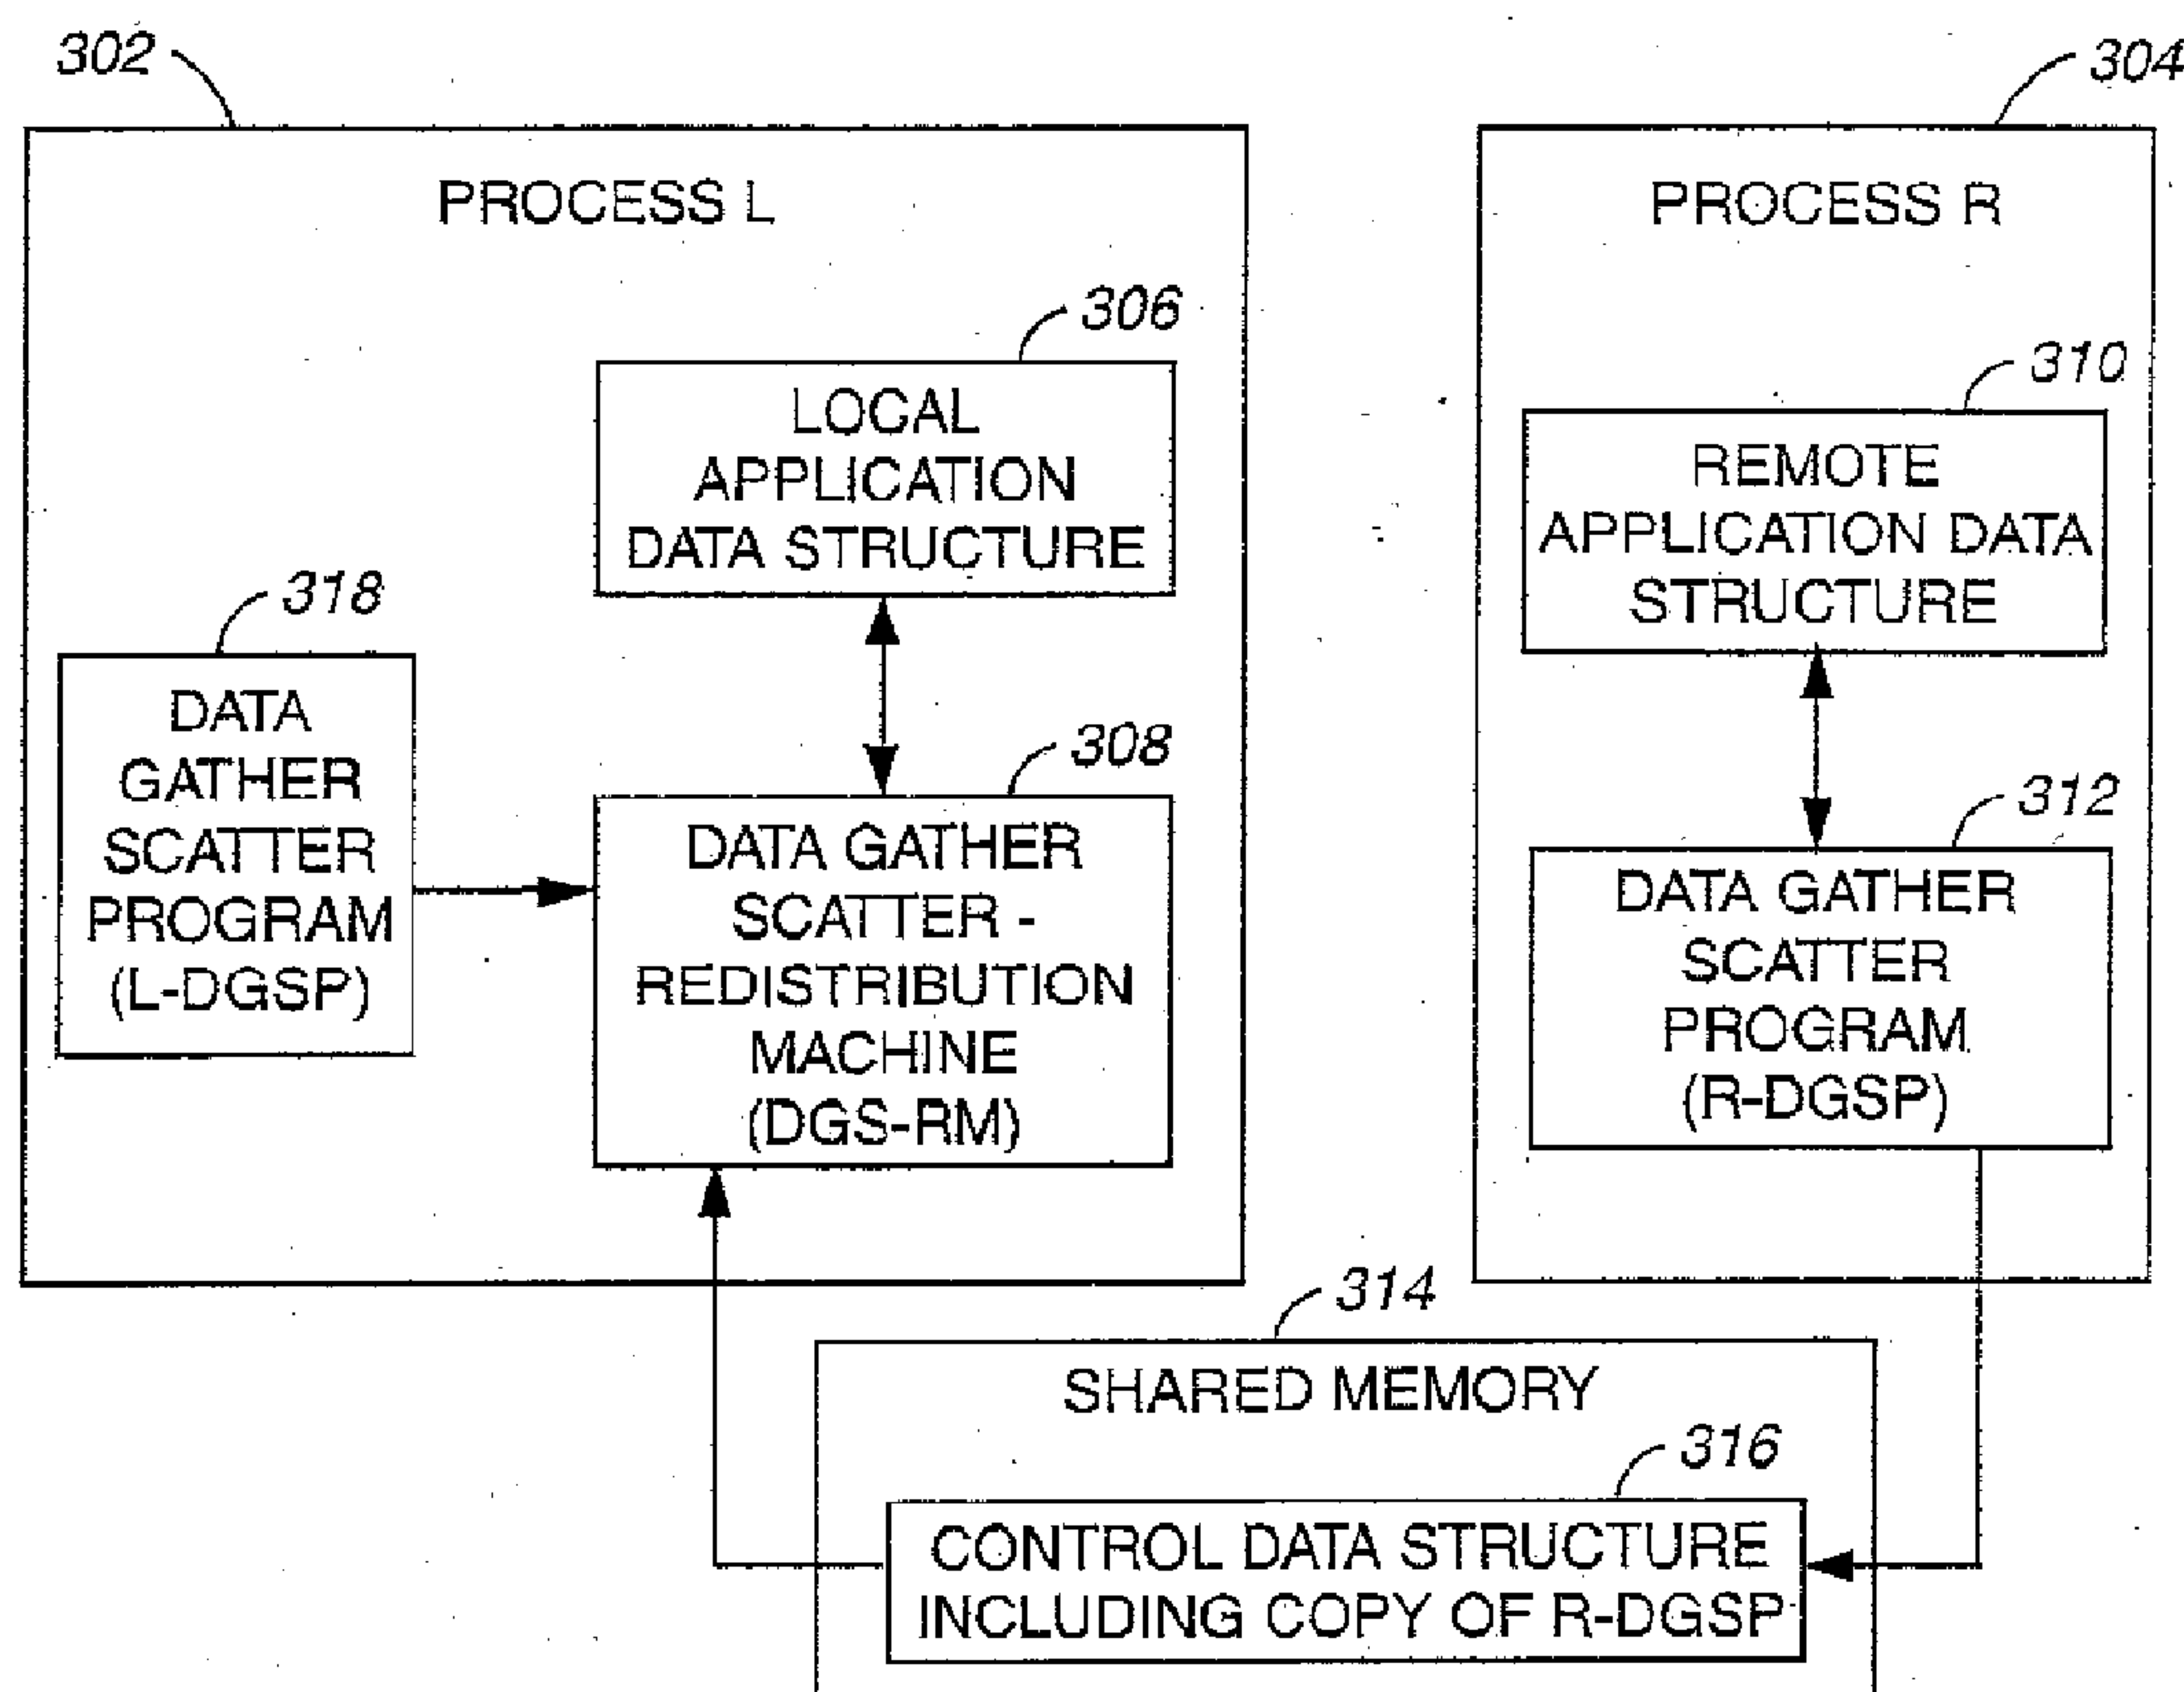 302
304
PROCESS L
306
LOCAL
APPLICATION
DATA STRUCTURE
318
DATA
GATHER
SCATTER
PROGRAM
(L-DGSP)
308
DATA GATHER
SCATTER -
REDISTRIBUTION
MACHINE
(DGS-RM)
PROCESS R
310
REMOTE
APPLICATION DATA
STRUCTURE
312
DATA GATHER
SCATTER
PROGRAM
(R-DGSP)
314
SHARED MEMORY
316
CONTROL DATA STRUCTURE
INCLUDING COPY OF R-DGSP